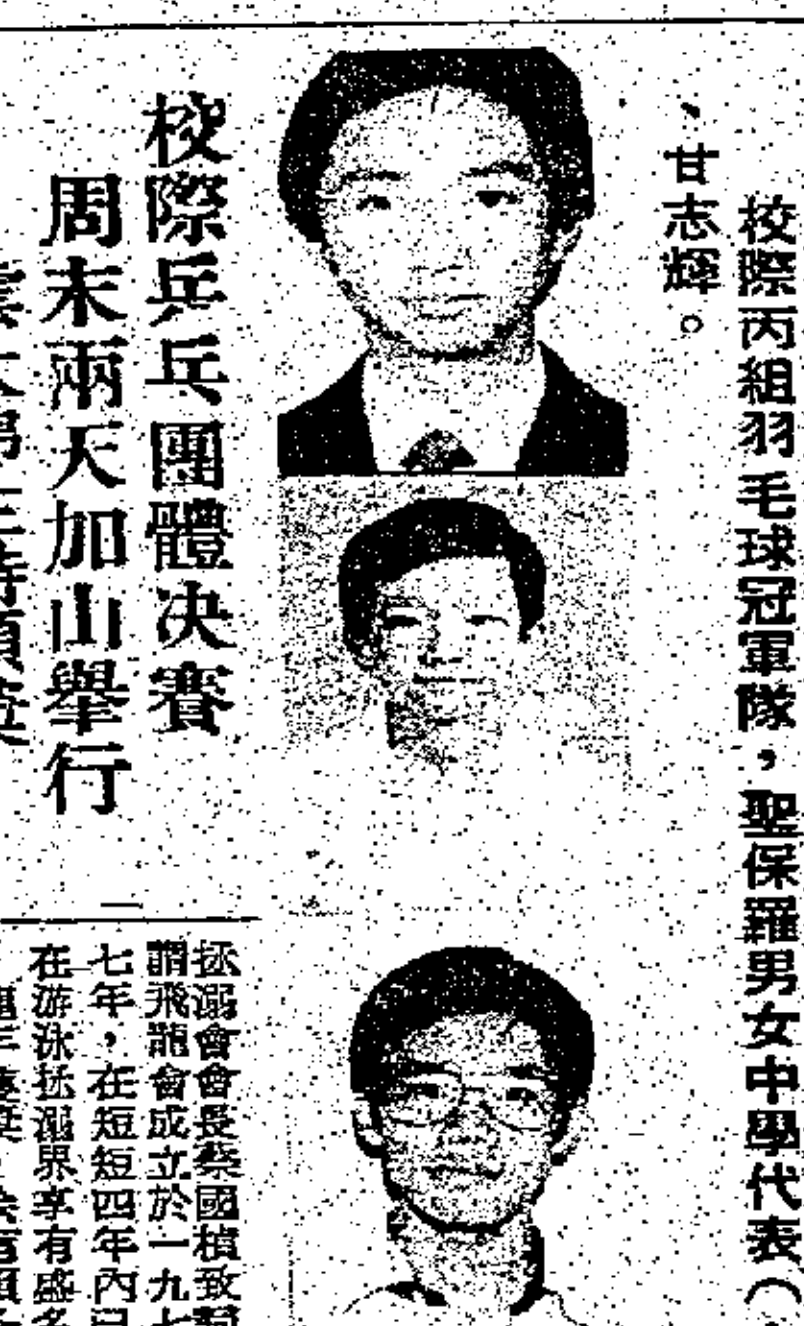 校際丙組羽毛球冠軍隊，聖保羅男女中學代表（
、甘志輝。
校際乒乓團體決賽
周末兩天加山舉行
拯溺會會長蔡國楨致
謂飛龍會成立於一九七
七年，在短短四年內已
在游泳拯溺界享有盛名